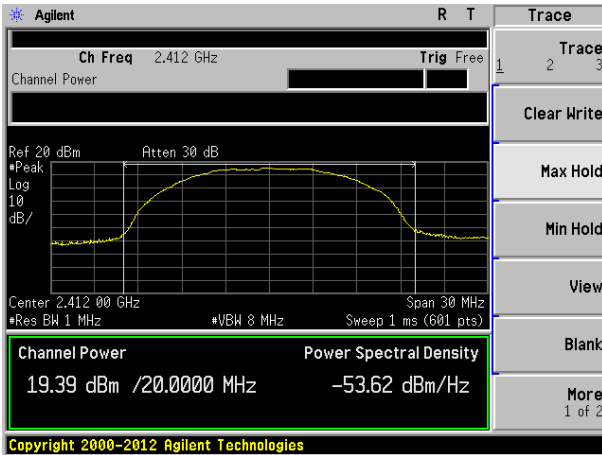 Agilent R T Trace
Ch Freq 2.412 GHz Trig Free
Channel Power
Trace
1 2 3
Clear Write
Max Hold
Min Hold
View
Blank
More
1 of 2
Ref 20 dBm Atten 30 dB
#Peak
Log
10
dB/
Center 2.412 00 GHz Span 30 MHz
#Res BW 1 MHz #VBW 8 MHz Sweep 1 ms (601 pts)
Channel Power Power Spectral Density
19.39 dBm /20.0000 MHz -53.62 dBm/Hz
Copyright 2000-2012 Agilent Technologies